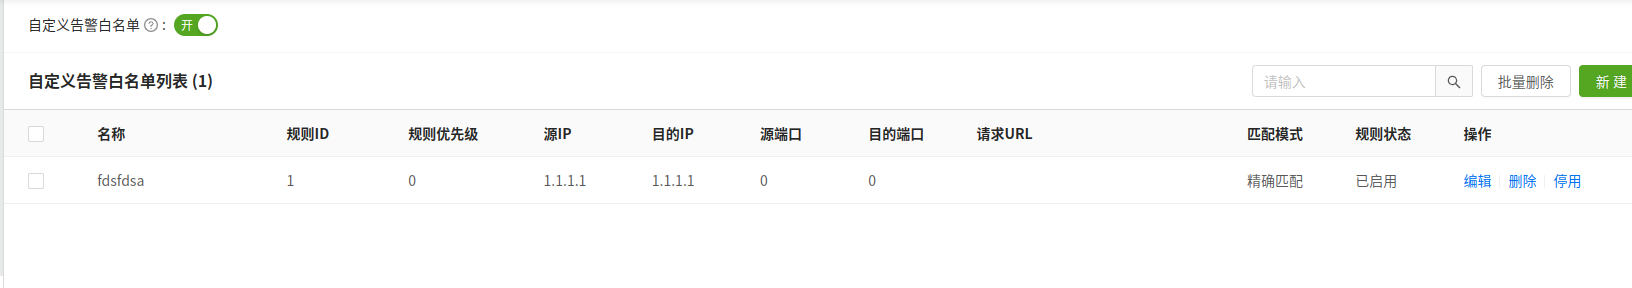 自定义告警白名单 ? : 开
自定义告警白名单列表 (1) 请输入 批量删除 新 建
名称 规则ID 规则优先级 源IP 目的IP 源端口 目的端口 请求URL 匹配模式 规则状态 操作
fdsfdsa 1 0 1.1.1.1 1.1.1.1 0 0 精确匹配 已启用 编辑 删除 停用